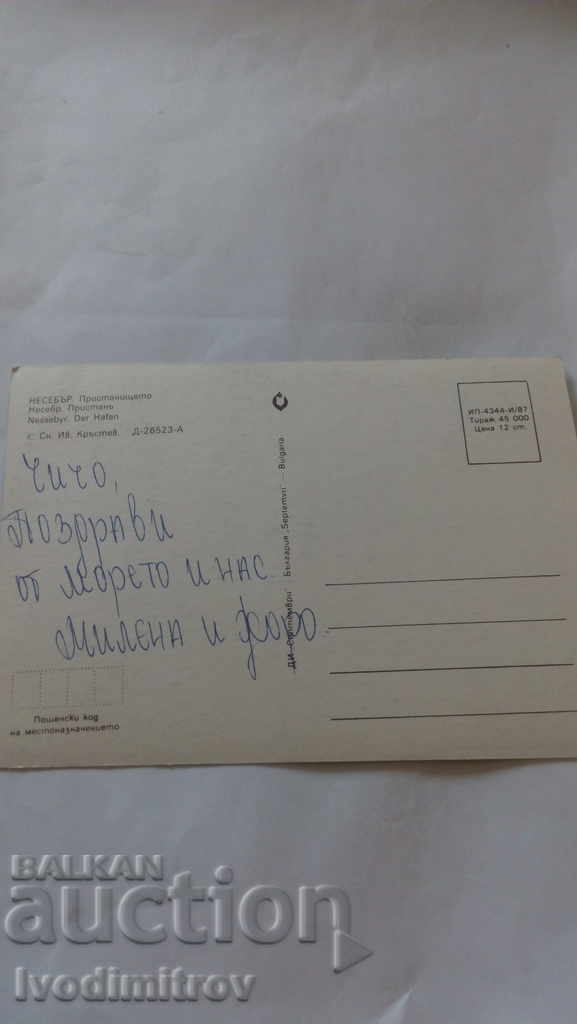 НЕСЕБЪР. Пристанището
Несебр. Пристань
Nessebyr. Der Hafen
с. Сн. Ив. Кръстев. Д-26523-А
ИП-4344-И/87
Тираж 45 000
Цена 12 ст.
Чичо,
Поздрави
от морето и нас
Милена и Жоро
ДИ „Септември" — България „Septemvri" — Bulgaria
Пощенски код
на местоназначението
BALKAN
auction
Ivodimitrov